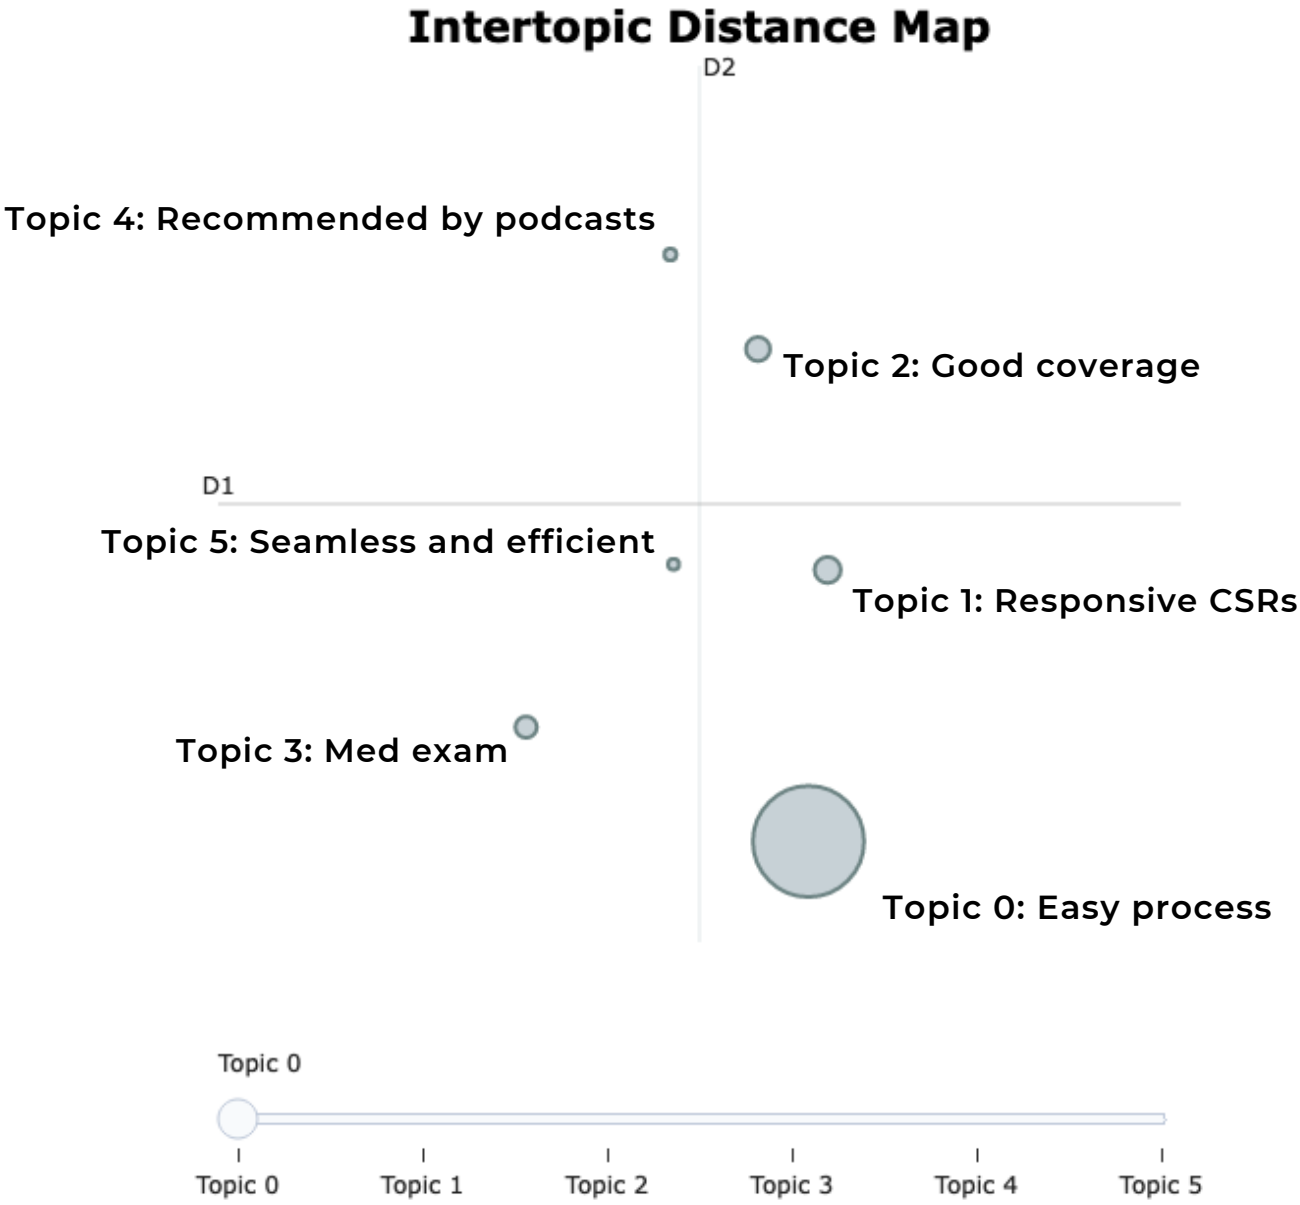 Intertopic Distance Map
D2
Topic 4: Recommended by podcasts
Topic 2: Good coverage
D1
Topic 5: Seamless and efficient
Topic 1: Responsive CSRs
Topic 3: Med exam
Topic 0: Easy process
Topic 0
Topic 0 Topic 1 Topic 2 Topic 3 Topic 4 Topic 5